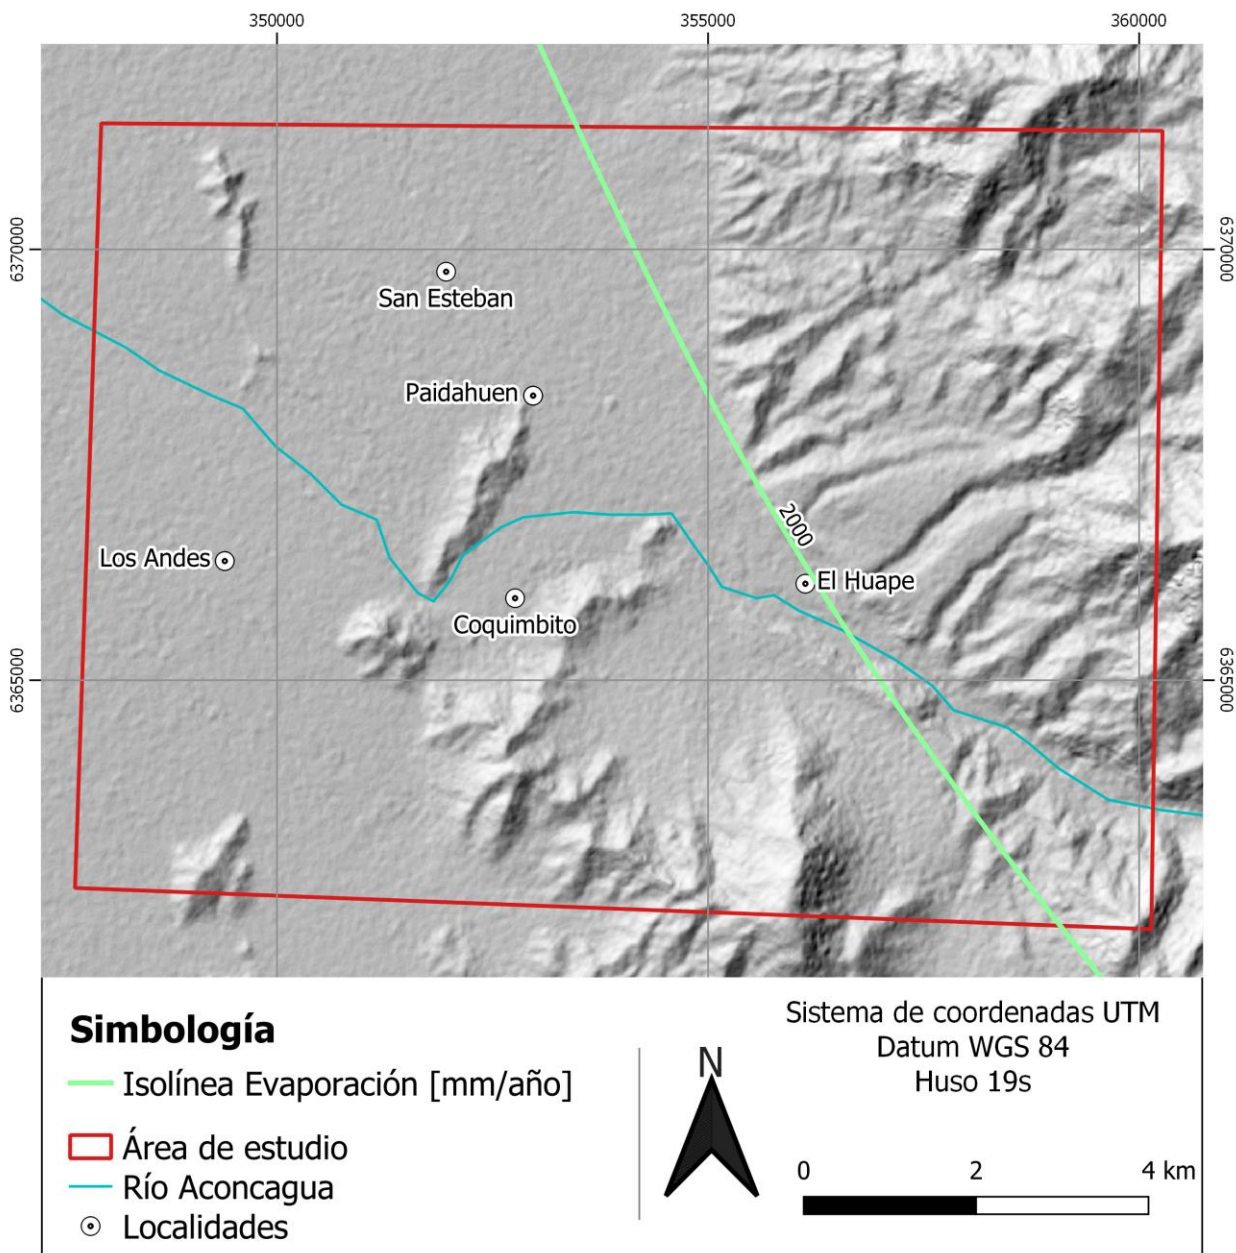 350000
355000
360000
6370000
6370000
San Esteban
Paidahuen
2000
Los Andes
El Huape
Coquimbito
6365000
6365000
Simbología
Isolínea Evaporación [mm/año]
Área de estudio
Río Aconcagua
Localidades
N
Sistema de coordenadas UTM
Datum WGS 84
Huso 19s
0 2 4 km